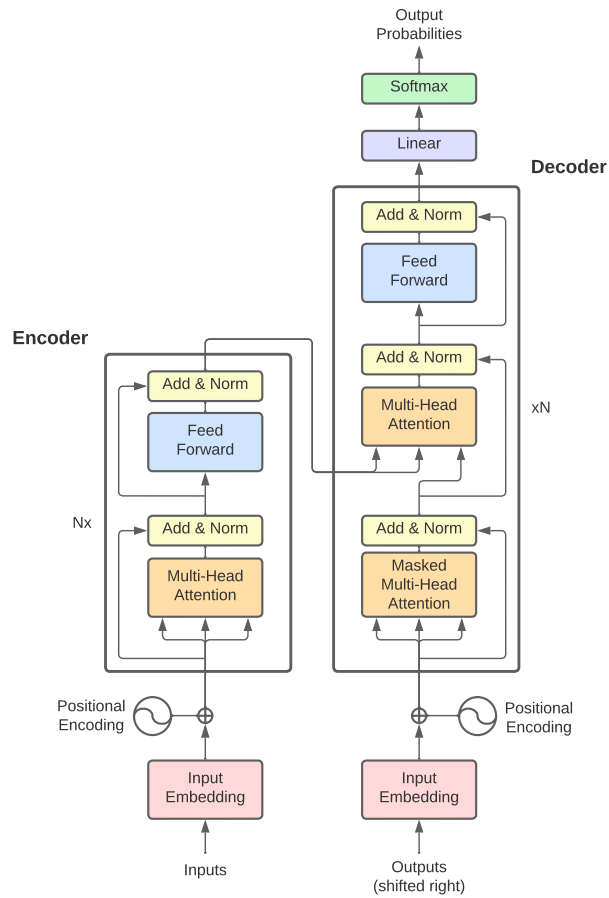 Output
Probabilities
Softmax
Linear
Decoder
Add & Norm
Feed
Forward
Add & Norm
Multi-Head
Attention
xN
Add & Norm
Masked
Multi-Head
Attention
Positional
Encoding
Input
Embedding
Outputs
(shifted right)
Encoder
Add & Norm
Feed
Forward
Nx
Add & Norm
Multi-Head
Attention
Positional
Encoding
Input
Embedding
Inputs